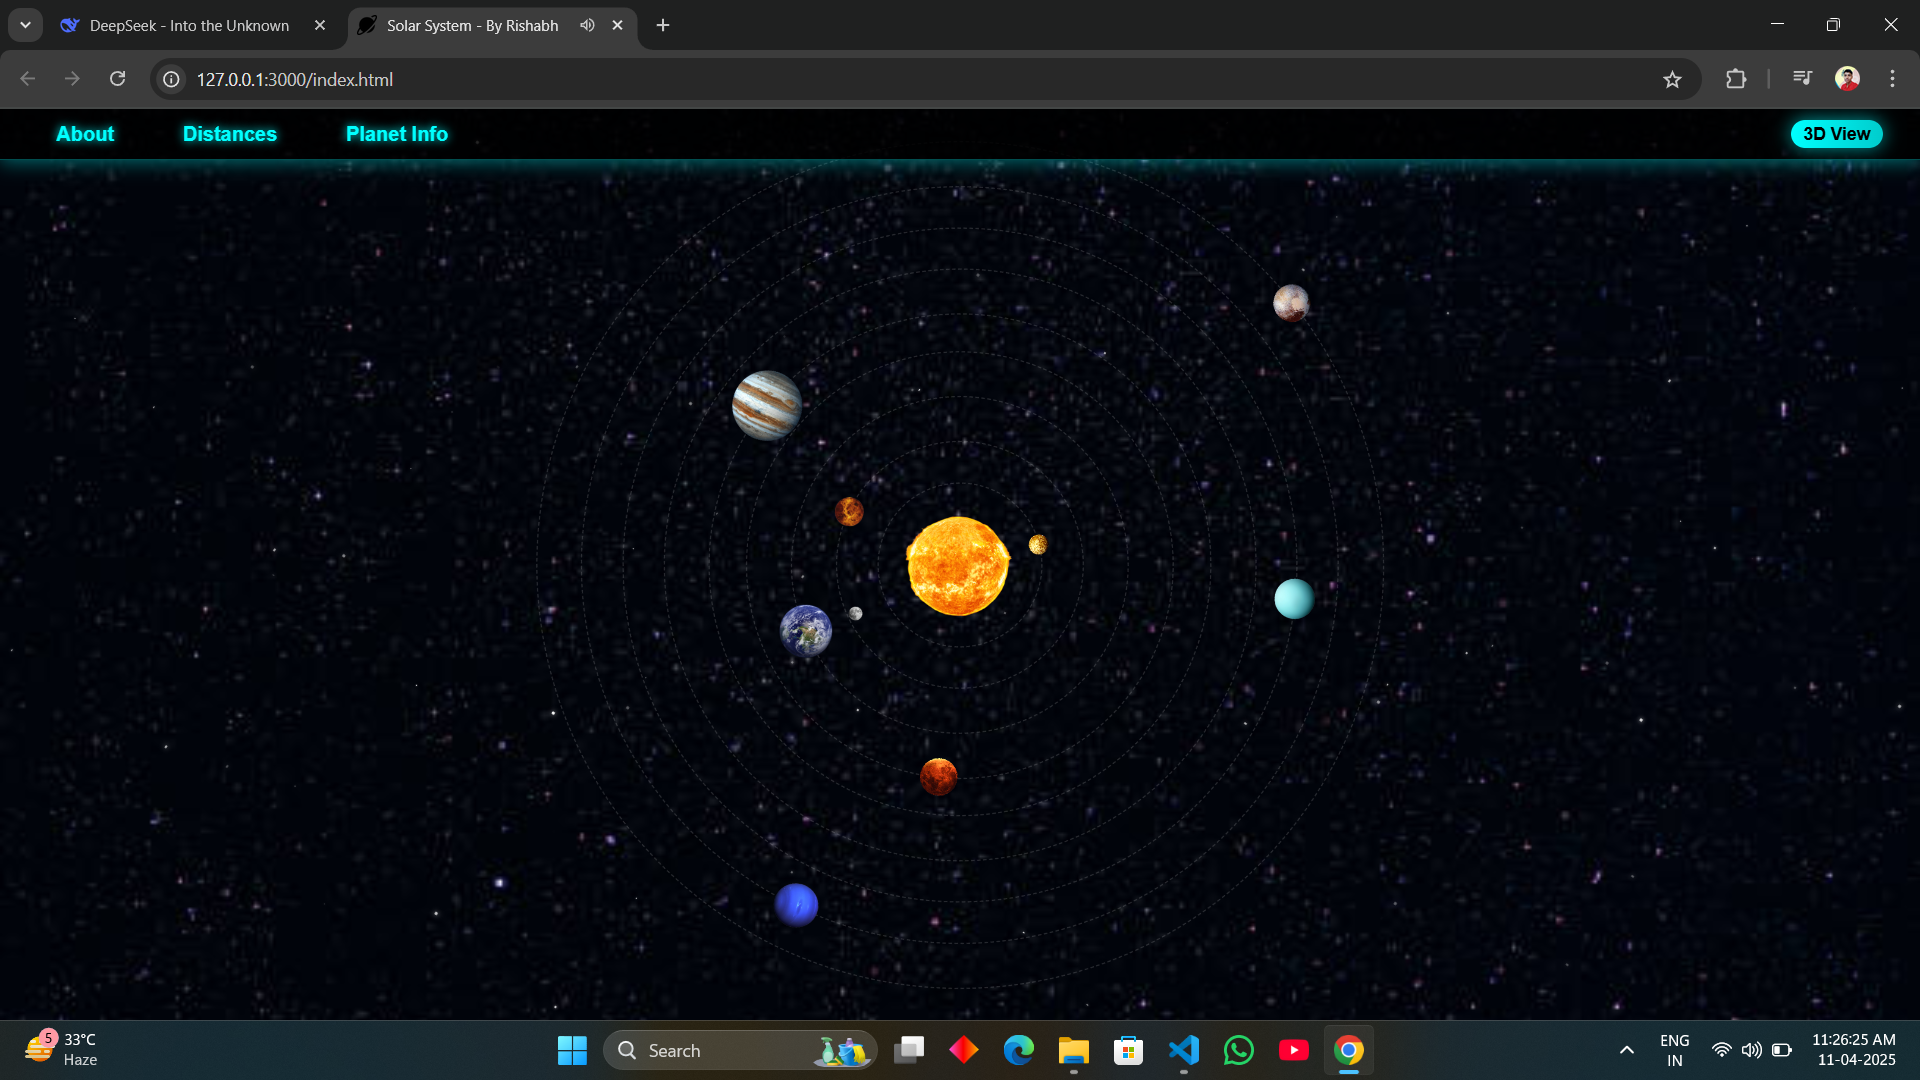 DeepSeek - Into the Unknown
Solar System - By Rishabh
127.0.0.1:3000/index.html
About
Distances
Planet Info
3D View
5
33°C
Haze
Search
ENG
IN
11:26:25 AM
11-04-2025